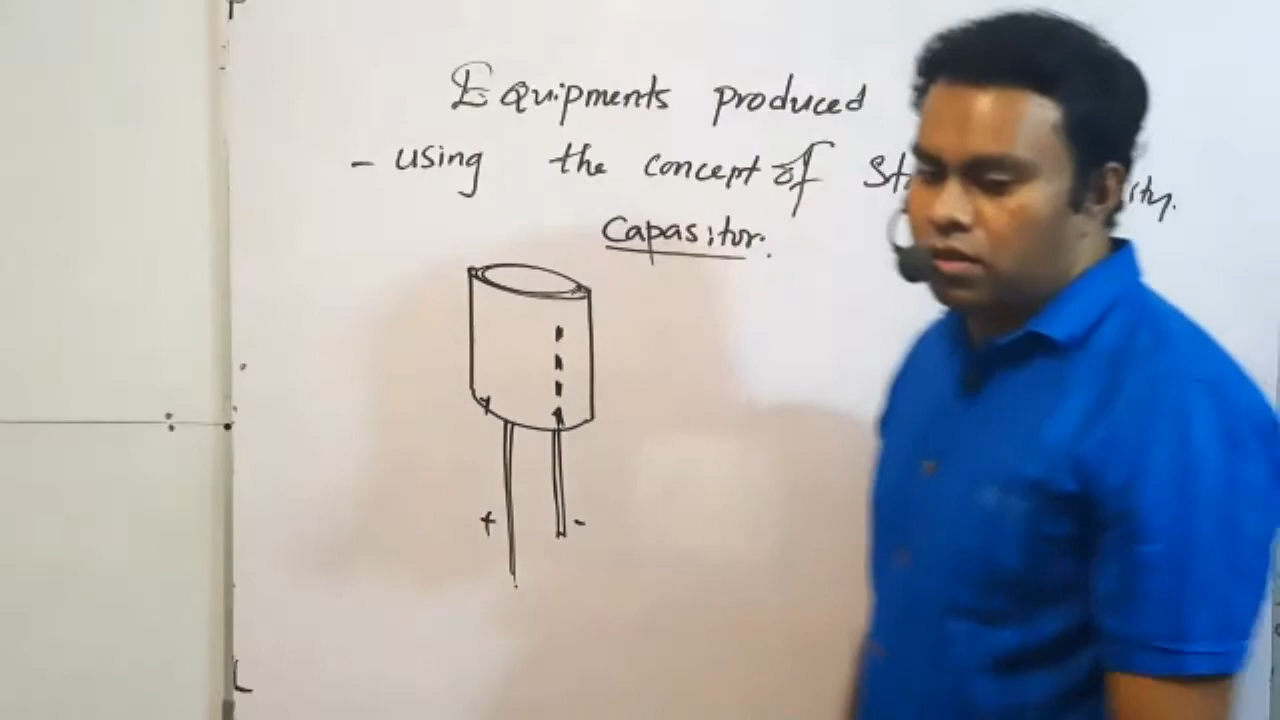 Equipments produced
- using the concept of
Capasitor.
+ -